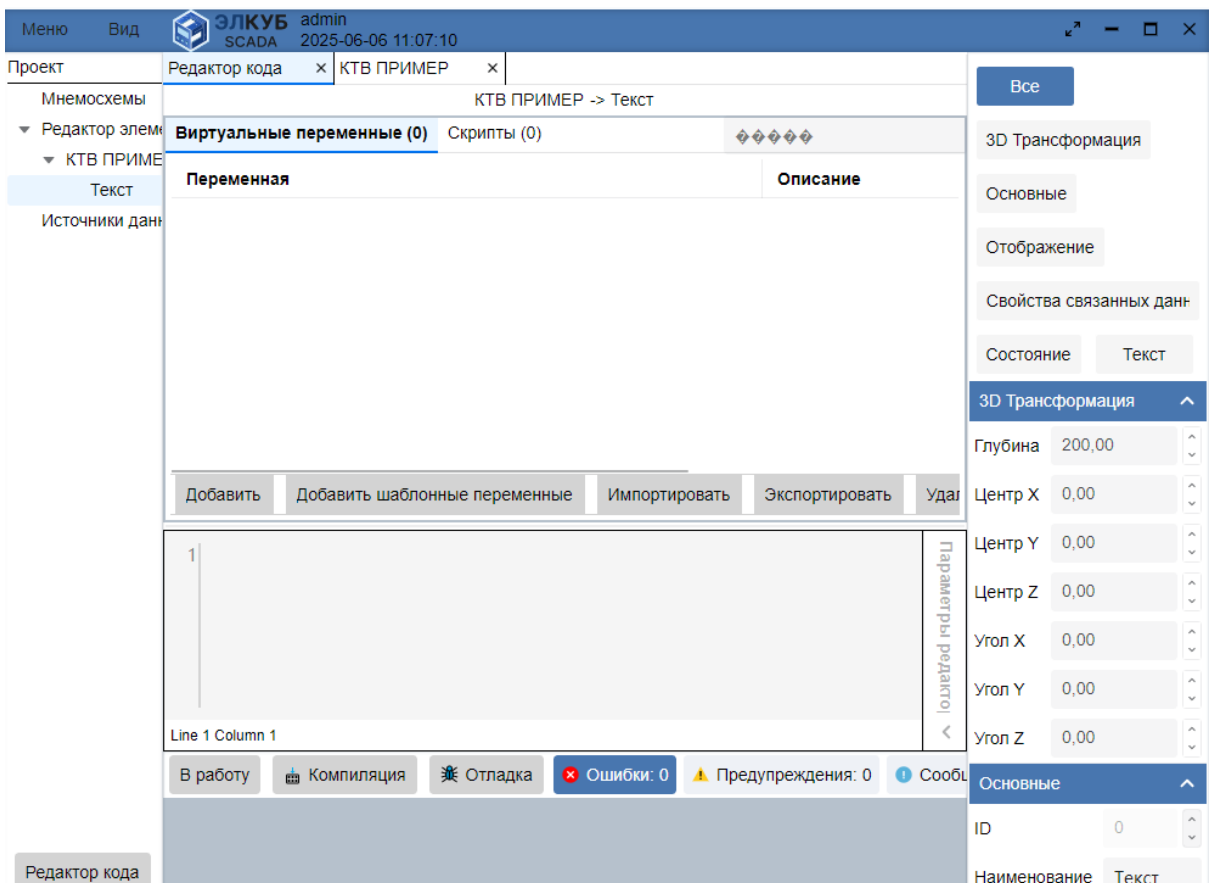 Меню Вид ЭЛКУБ SCADA admin 2025-06-06 11:07:10
Проект
Мнемосхемы
Редактор элем
КТВ ПРИМЕ
Текст
Источники данн
Редактор кода
Редактор кода × КТВ ПРИМЕР ×
КТВ ПРИМЕР -> Текст
Виртуальные переменные (0) Скрипты (0) �����
Переменная Описание
Добавить Добавить шаблонные переменные Импортировать Экспортировать Удал
1
Параметры редакто
Line 1 Column 1
В работу Компиляция Отладка Ошибки: 0 Предупреждения: 0 Сообщ
Все
3D Трансформация
Основные
Отображение
Свойства связанных данн
Состояние Текст
3D Трансформация
Глубина 200,00
Центр X 0,00
Центр Y 0,00
Центр Z 0,00
Угол X 0,00
Угол Y 0,00
Угол Z 0,00
Основные
ID 0
Наименование Текст